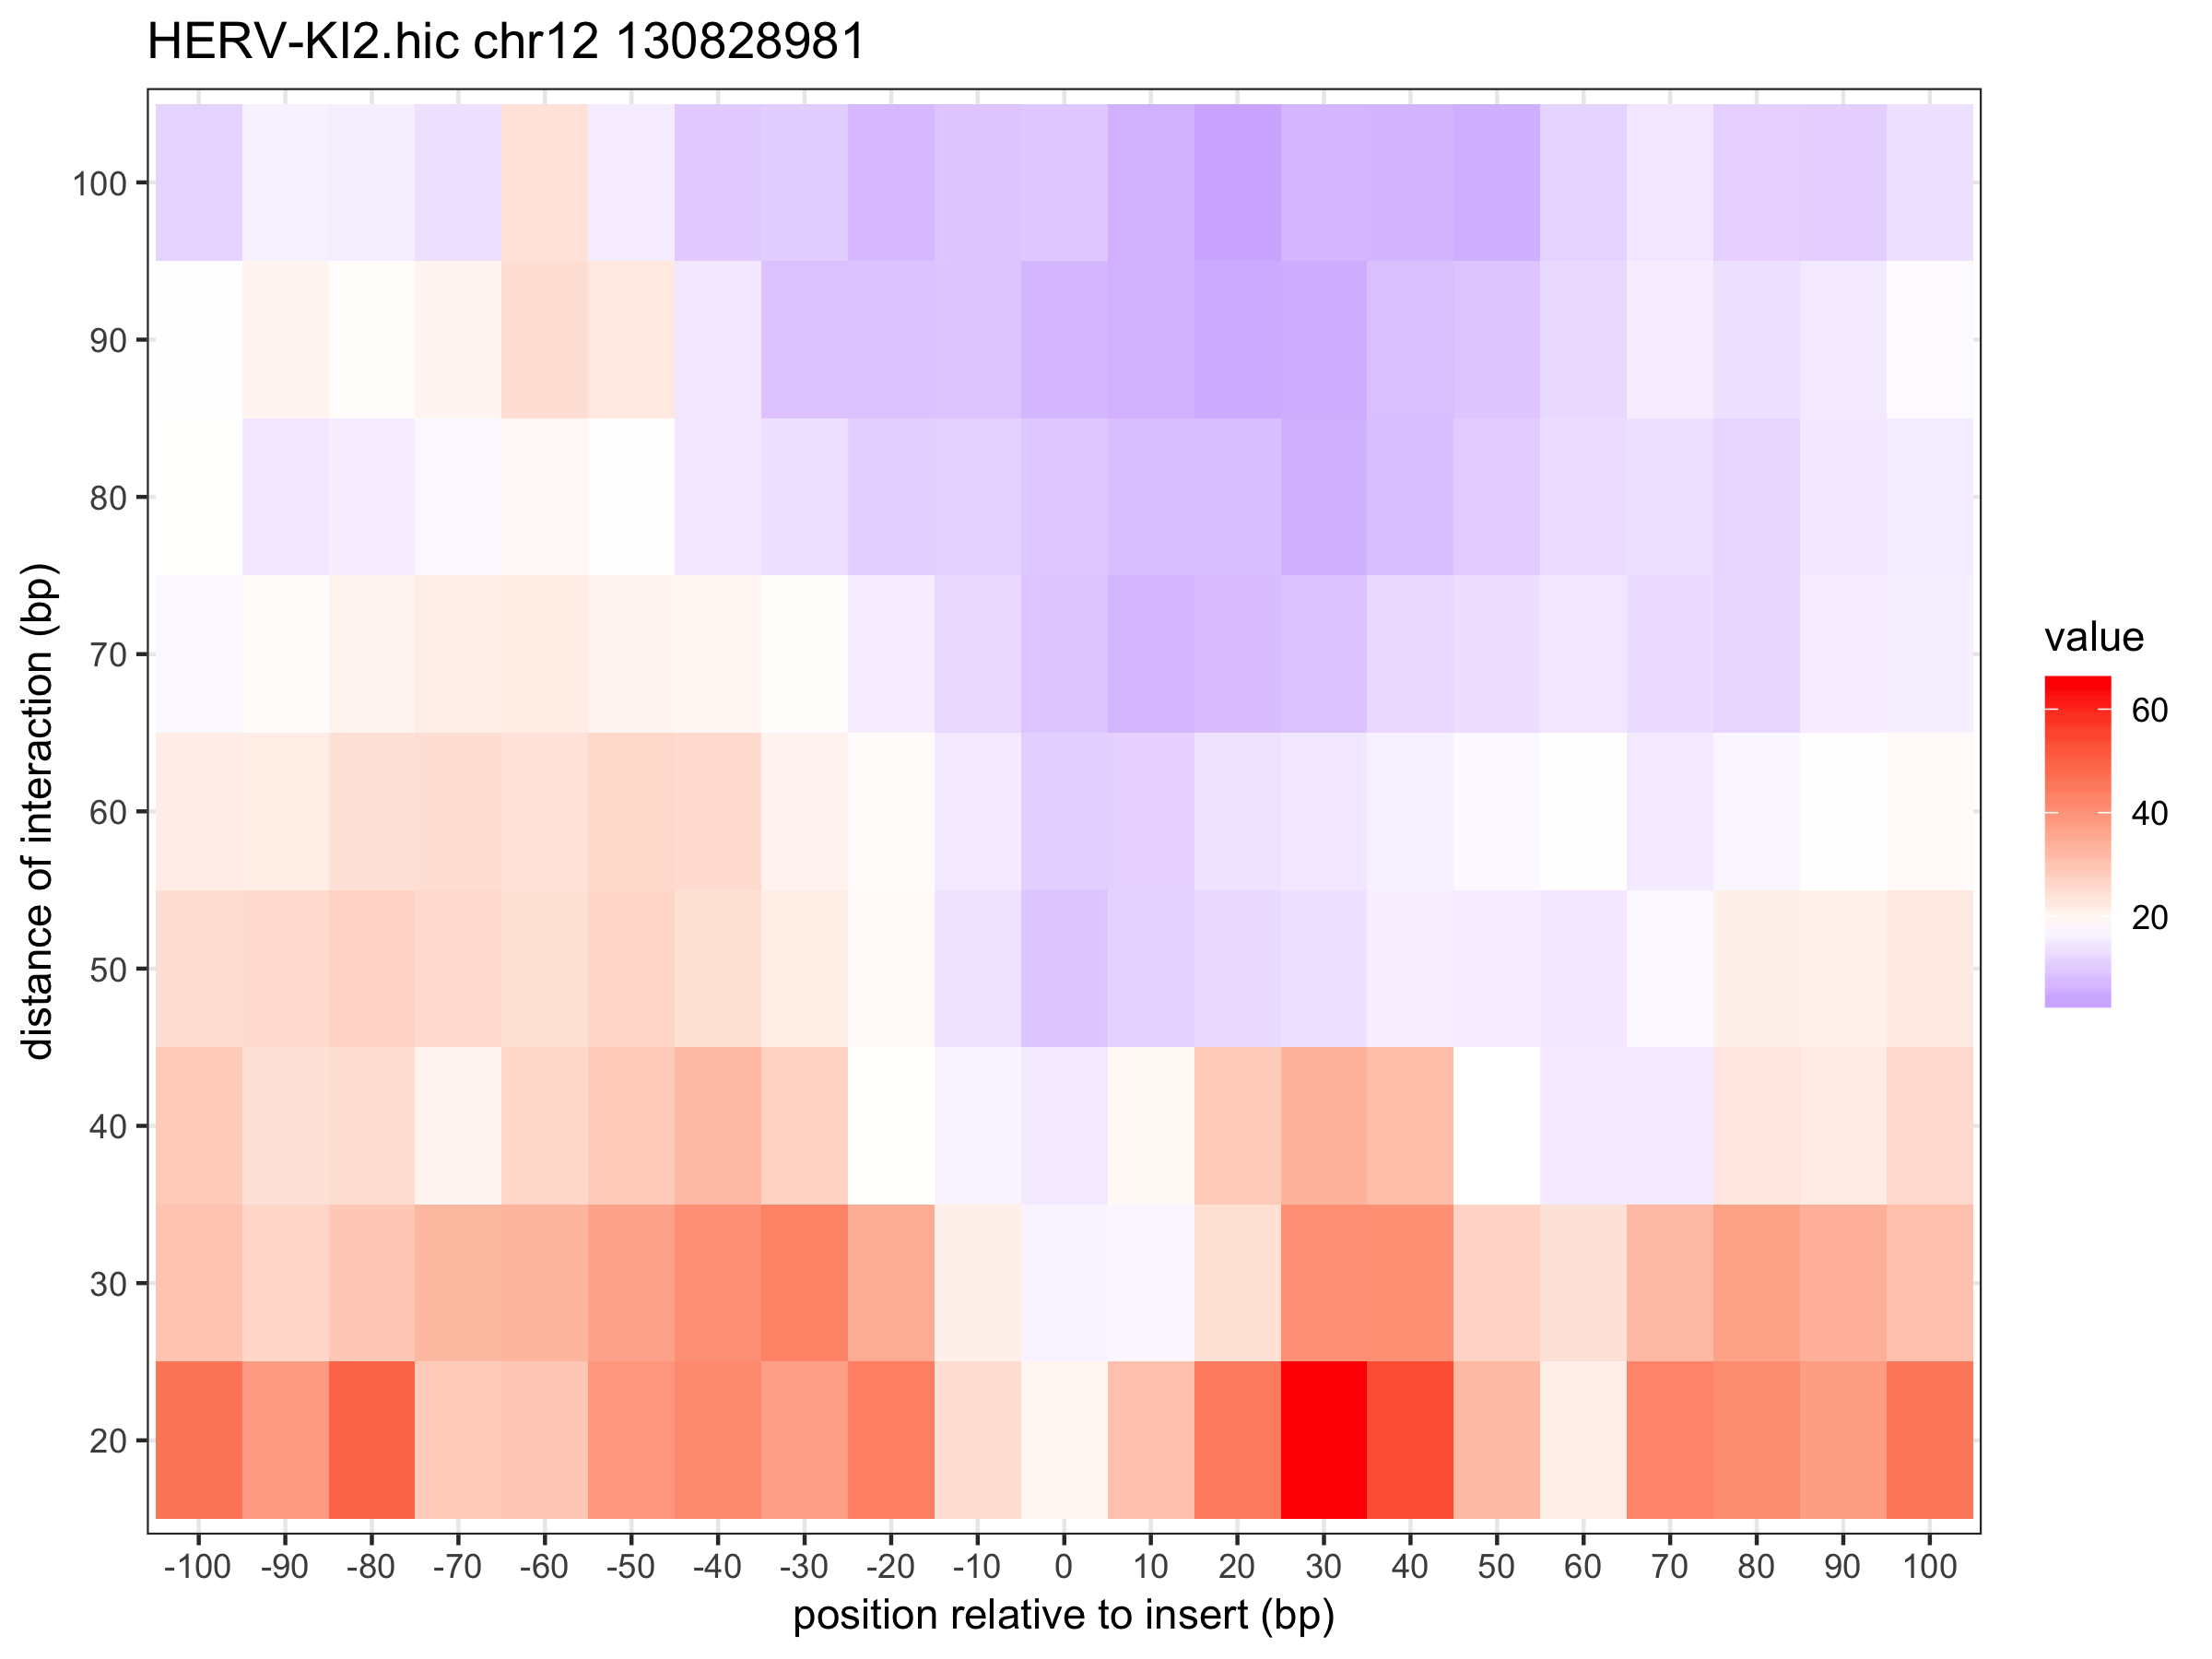 HERV-KI2.hic chr12 130828981
100
90
80
70
60
50
40
30
20
distance of interaction (bp)
-100 -90 -80 -70 -60 -50 -40 -30 -20 -10 0 10 20 30 40 50 60 70 80 90 100
position relative to insert (bp)
value
60
40
20